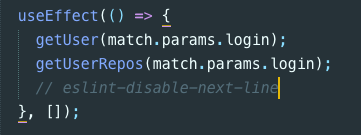 useEffect(() => {
getUser(match.params.login);
getUserRepos(match.params.login);
// eslint-disable-next-line
}, []);